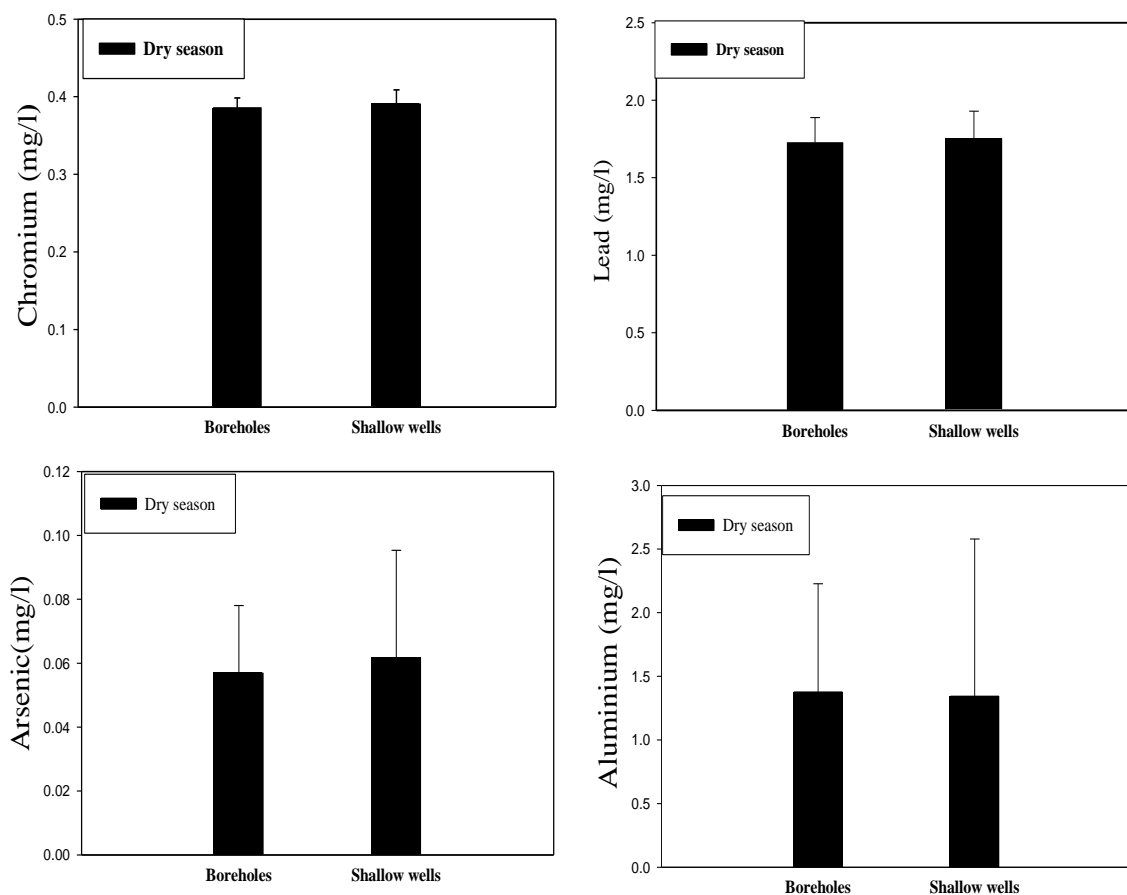 Chromium (mg/l)
0.5
0.4
0.3
0.2
0.1
0.0
Dry season
Boreholes
Shallow wells
Lead (mg/l)
2.5
2.0
1.5
1.0
0.5
0.0
Dry season
Boreholes
Shallow wells
Arsenic(mg/l)
0.12
0.10
0.08
0.06
0.04
0.02
0.00
Dry season
Boreholes
Shallow wells
Aluminium (mg/l)
3.0
2.5
2.0
1.5
1.0
0.5
0.0
Dry season
Boreholes
Shallow wells